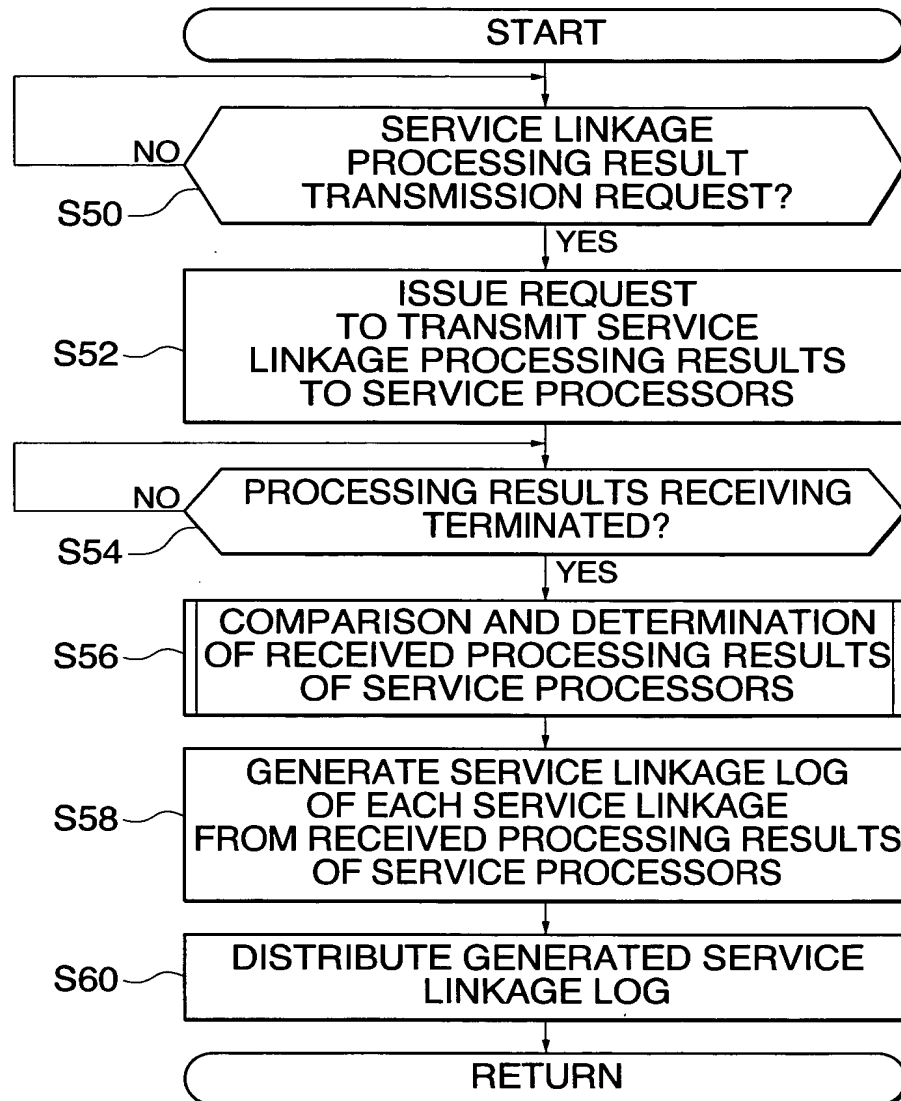 START
SERVICE LINKAGE
PROCESSING RESULT
TRANSMISSION REQUEST?
NO
S50
YES
ISSUE REQUEST
TO TRANSMIT SERVICE
LINKAGE PROCESSING RESULTS
TO SERVICE PROCESSORS
S52
PROCESSING RESULTS RECEIVING
TERMINATED?
NO
S54
YES
COMPARISON AND DETERMINATION
OF RECEIVED PROCESSING RESULTS
OF SERVICE PROCESSORS
S56
GENERATE SERVICE LINKAGE LOG
OF EACH SERVICE LINKAGE
FROM RECEIVED PROCESSING RESULTS
OF SERVICE PROCESSORS
S58
DISTRIBUTE GENERATED SERVICE
LINKAGE LOG
S60
RETURN